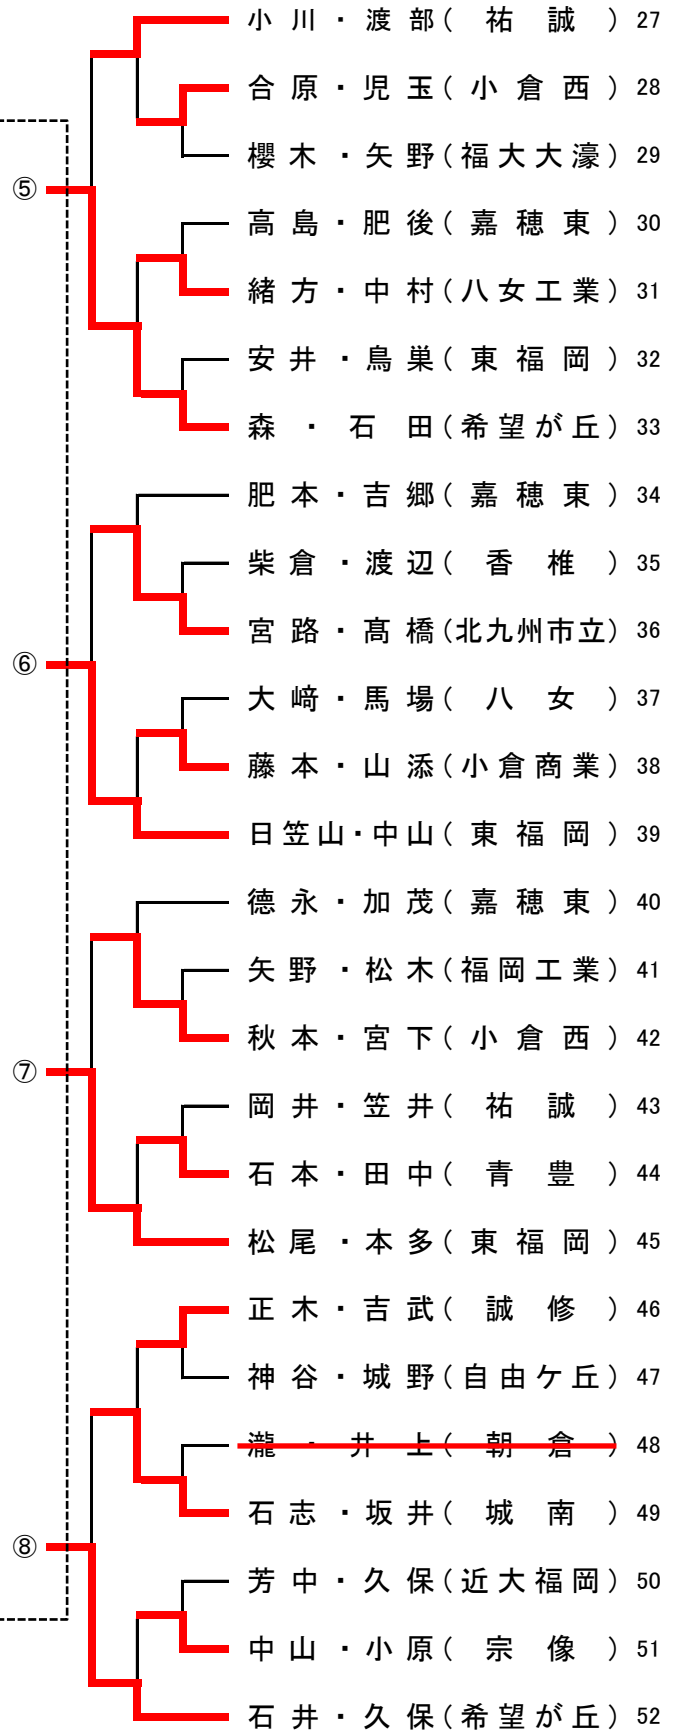 小川・渡部(祐誠) 27
合原・児玉(小倉西) 28
櫻木・矢野(福大大濠) 29
⑤
高島・肥後(嘉穂東) 30
緒方・中村(八女工業) 31
安井・鳥巣(東福岡) 32
森・石田(希望が丘) 33
肥本・吉郷(嘉穂東) 34
柴倉・渡辺(香椎) 35
宮路・髙橋(北九州市立) 36
⑥
大﨑・馬場(八女) 37
藤本・山添(小倉商業) 38
日笠山・中山(東福岡) 39
德永・加茂(嘉穂東) 40
矢野・松木(福岡工業) 41
秋本・宮下(小倉西) 42
⑦
岡井・笠井(祐誠) 43
石本・田中(青豊) 44
松尾・本多(東福岡) 45
正木・吉武(誠修) 46
神谷・城野(自由ケ丘) 47
瀧・井上(朝倉) 48
石志・坂井(城南) 49
⑧
芳中・久保(近大福岡) 50
中山・小原(宗像) 51
石井・久保(希望が丘) 52